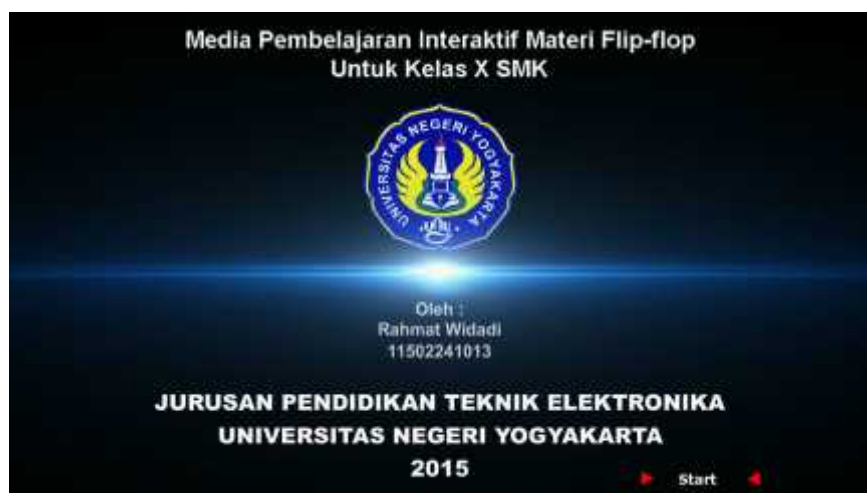 Media Pembelajaran Interaktif Materi Flip-flop
Untuk Kelas X SMK
UNIVERSITAS NEGERI YOGYAKARTA
Oleh :
Rahmat Widadi
11502241013
JURUSAN PENDIDIKAN TEKNIK ELEKTRONIKA
UNIVERSITAS NEGERI YOGYAKARTA
2015
Start